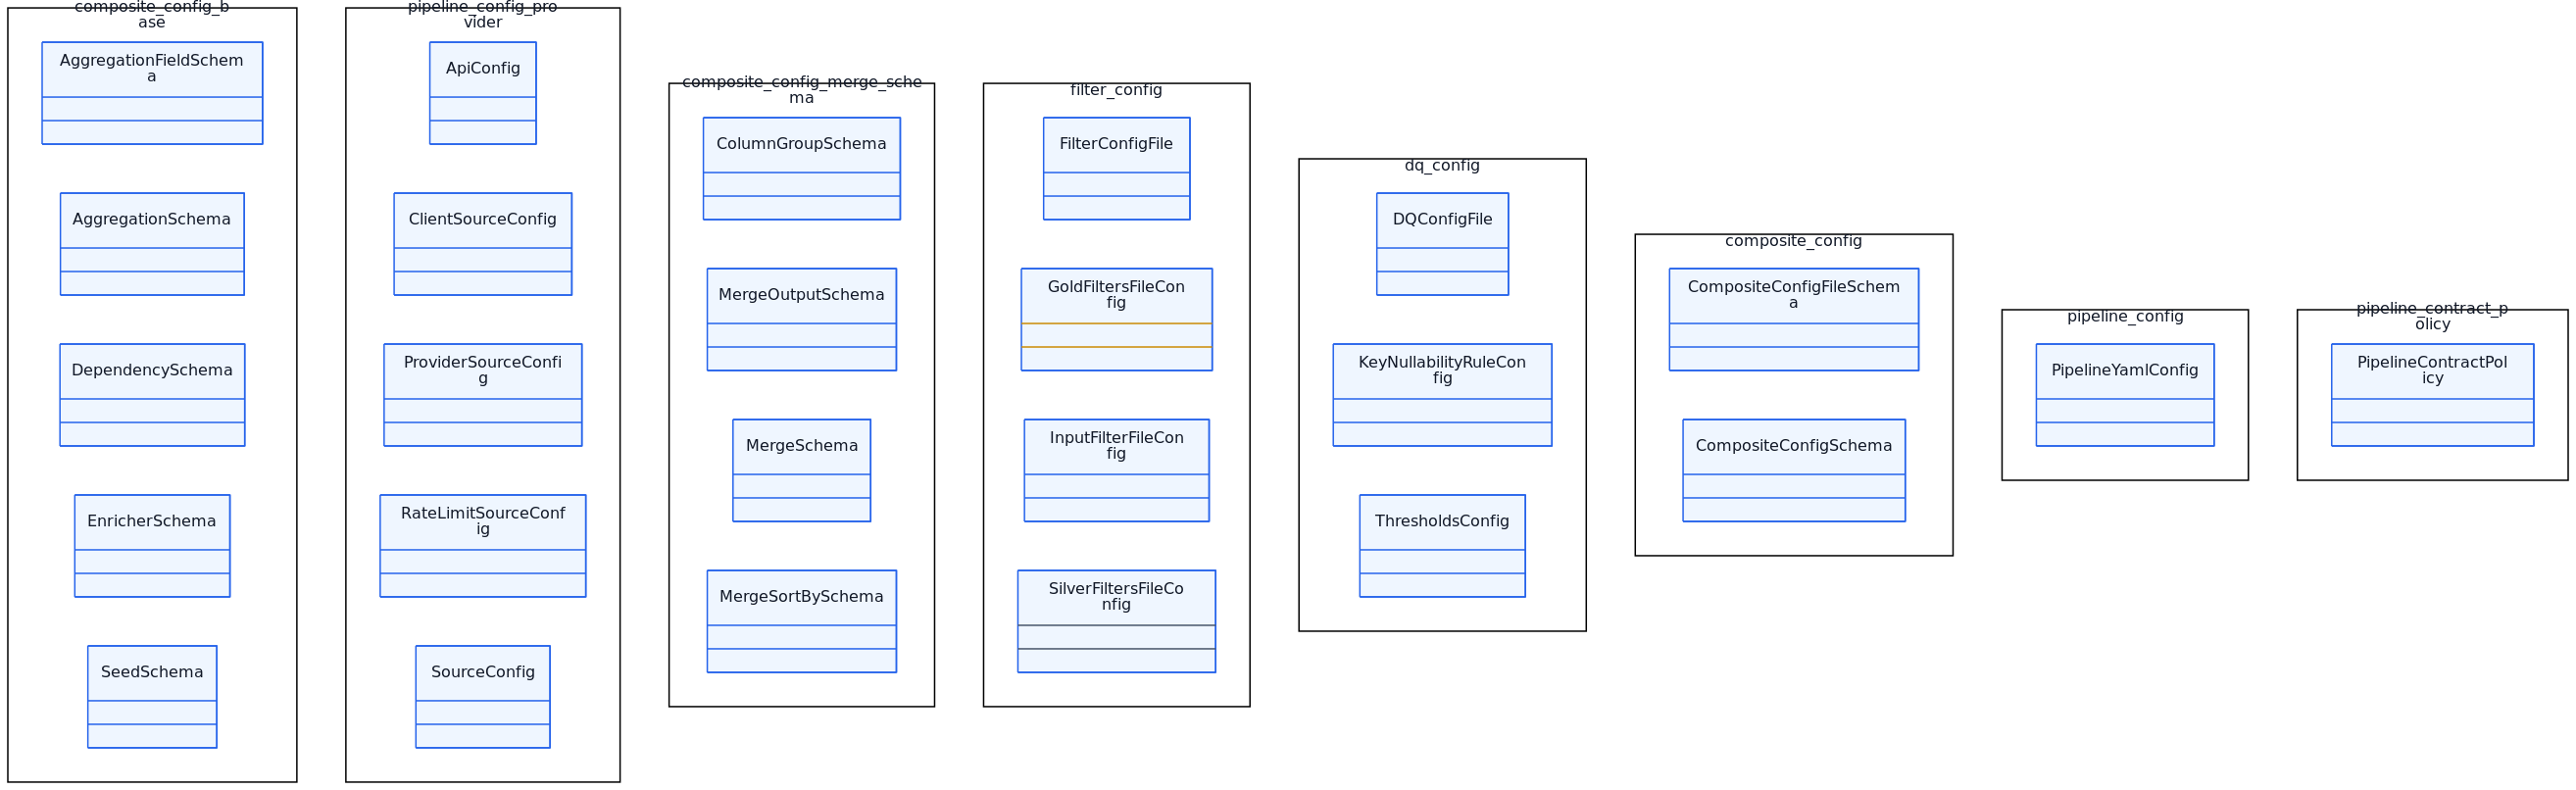 composite_config_b
ase
AggregationFieldSchem
a
AggregationSchema
DependencySchema
EnricherSchema
SeedSchema
pipeline_config_pro
vider
ApiConfig
ClientSourceConfig
ProviderSourceConfi
g
RateLimitSourceConf
ig
SourceConfig
composite_config_merge_sche
ma
ColumnGroupSchema
MergeOutputSchema
MergeSchema
MergeSortBySchema
filter_config
FilterConfigFile
GoldFiltersFileCon
fig
InputFilterFileCon
fig
SilverFiltersFileCo
nfig
dq_config
DQConfigFile
KeyNullabilityRuleCon
fig
ThresholdsConfig
composite_config
CompositeConfigFileSchem
a
CompositeConfigSchema
pipeline_config
PipelineYamlConfig
pipeline_contract_p
olicy
PipelineContractPol
icy